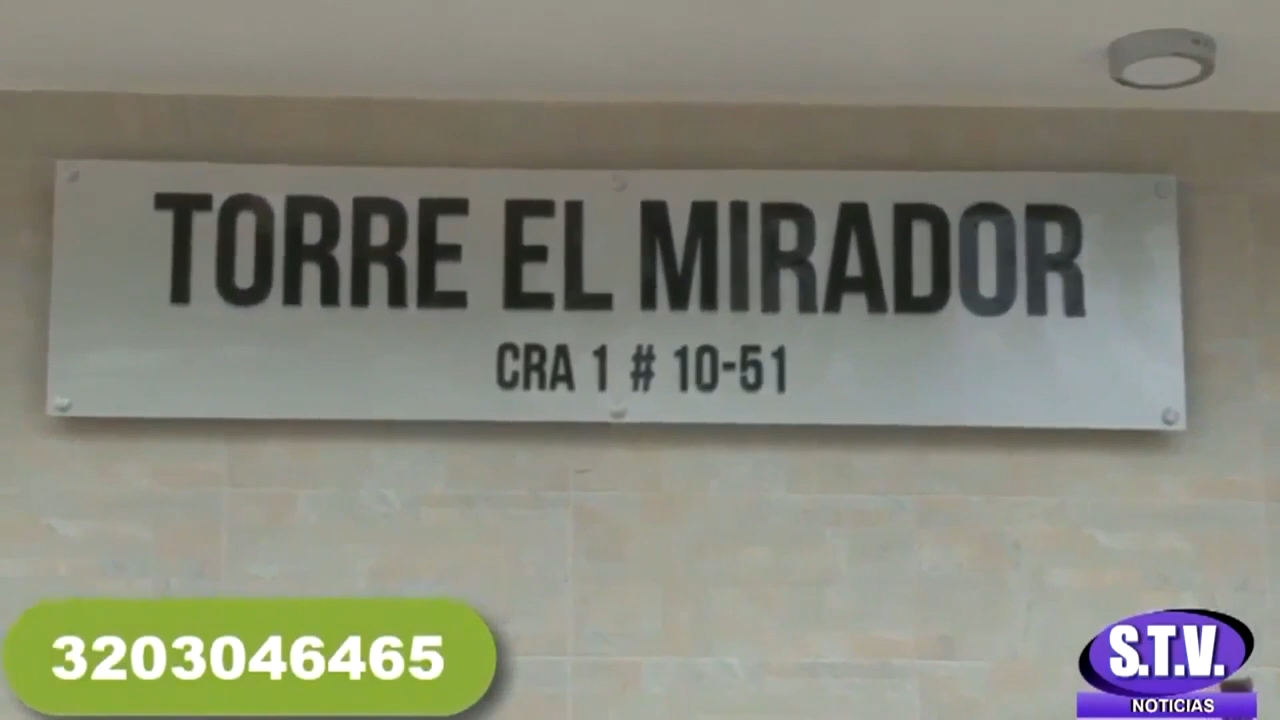 TORRE EL MIRADOR
CRA 1 # 10-51
3203046465
S.T.V.
NOTICIAS